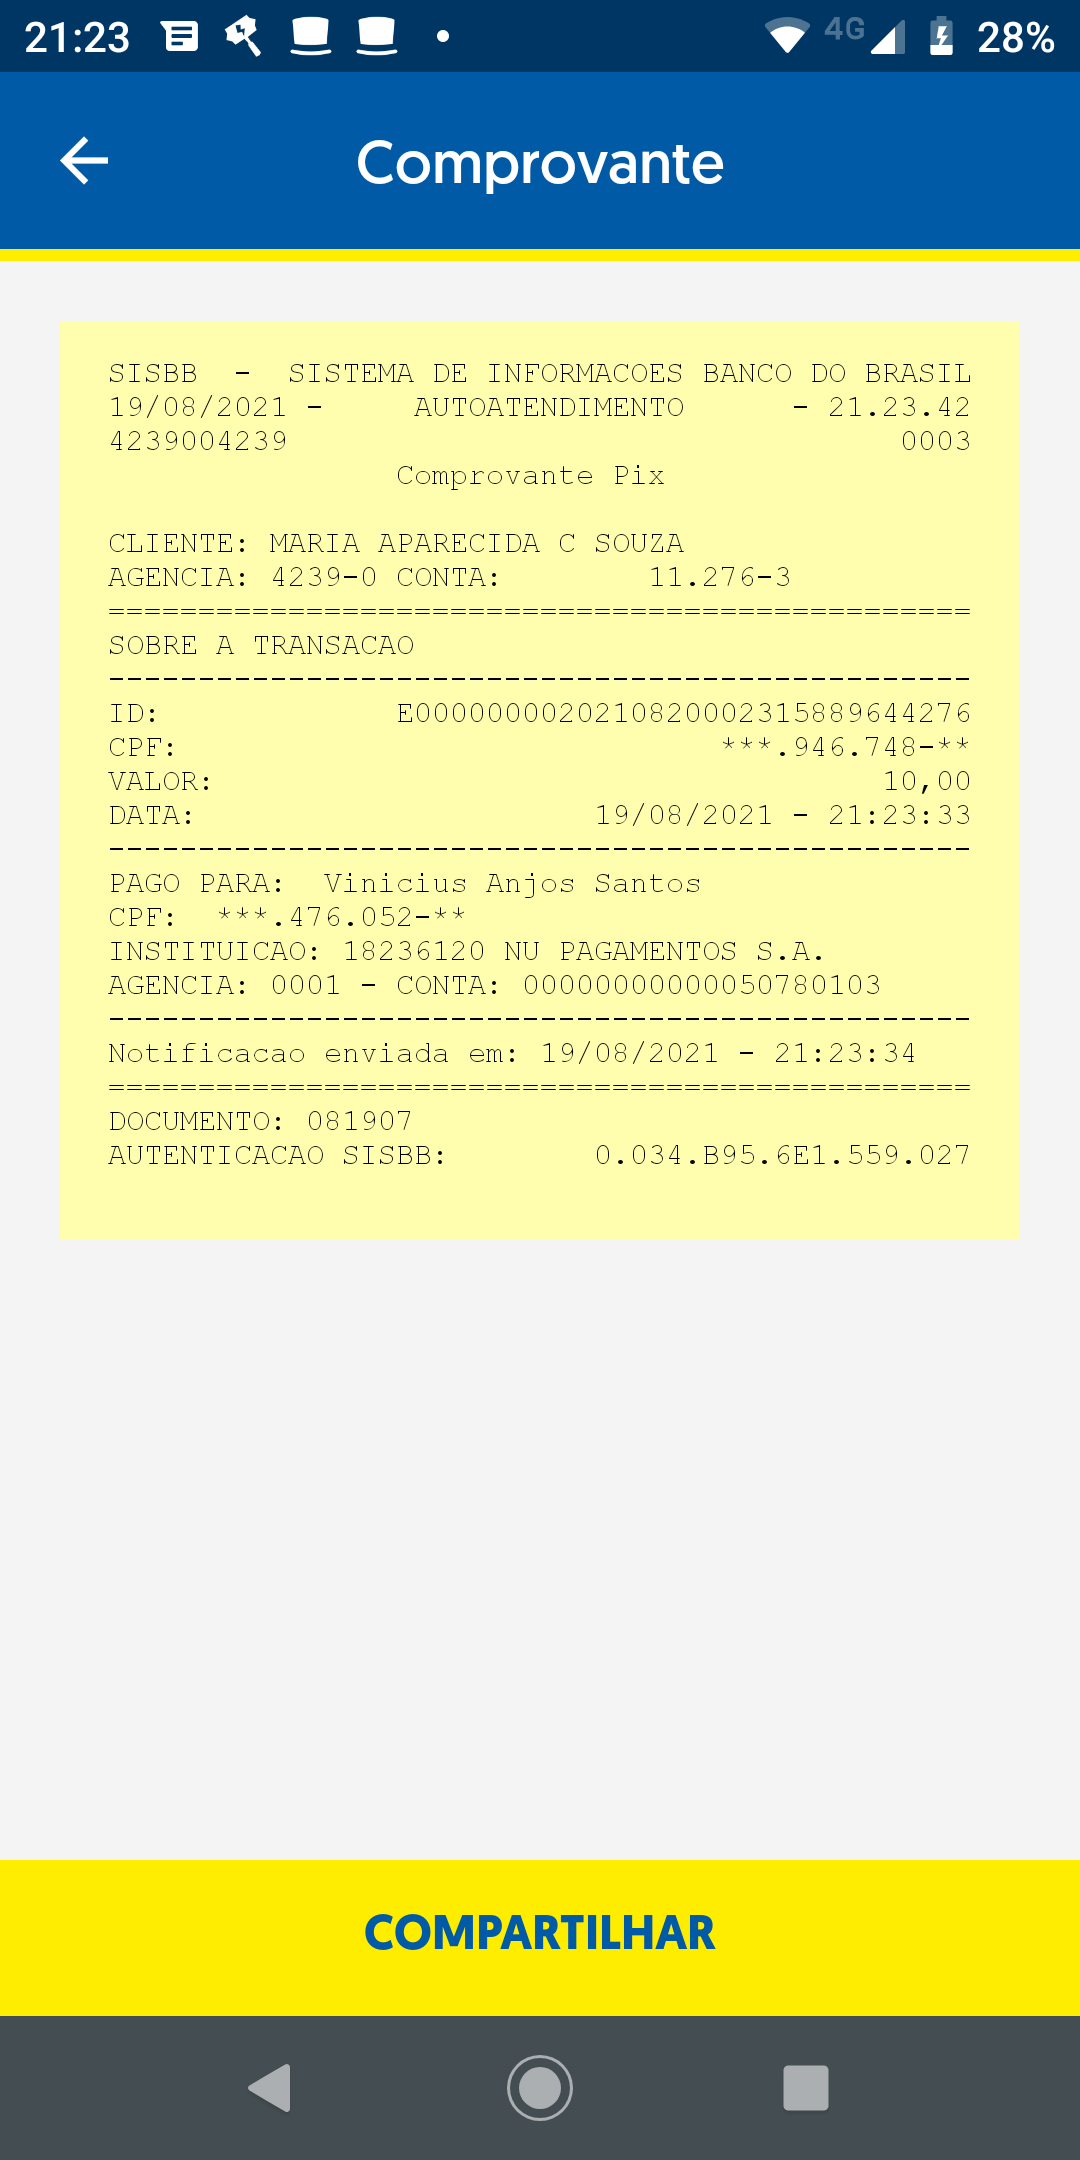 21:23 4G 28%
Comprovante
SISBB - SISTEMA DE INFORMACOES BANCO DO BRASIL
19/08/2021 - AUTOATENDIMENTO - 21.23.42
4239004239 0003
Comprovante Pix
CLIENTE: MARIA APARECIDA C SOUZA
AGENCIA: 4239-0 CONTA: 11.276-3
================================================
SOBRE A TRANSACAO
------------------------------------------------
ID: E00000000202108200002315889644276
CPF: ***.946.748-**
VALOR: 10,00
DATA: 19/08/2021 - 21:23:33
------------------------------------------------
PAGO PARA: Vinicius Anjos Santos
CPF: ***.476.052-**
INSTITUICAO: 18236120 NU PAGAMENTOS S.A.
AGENCIA: 0001 - CONTA: 00000000000050780103
------------------------------------------------
Notificacao enviada em: 19/08/2021 - 21:23:34
================================================
DOCUMENTO: 081907
AUTENTICACAO SISBB: 0.034.B95.6E1.559.027
COMPARTILHAR